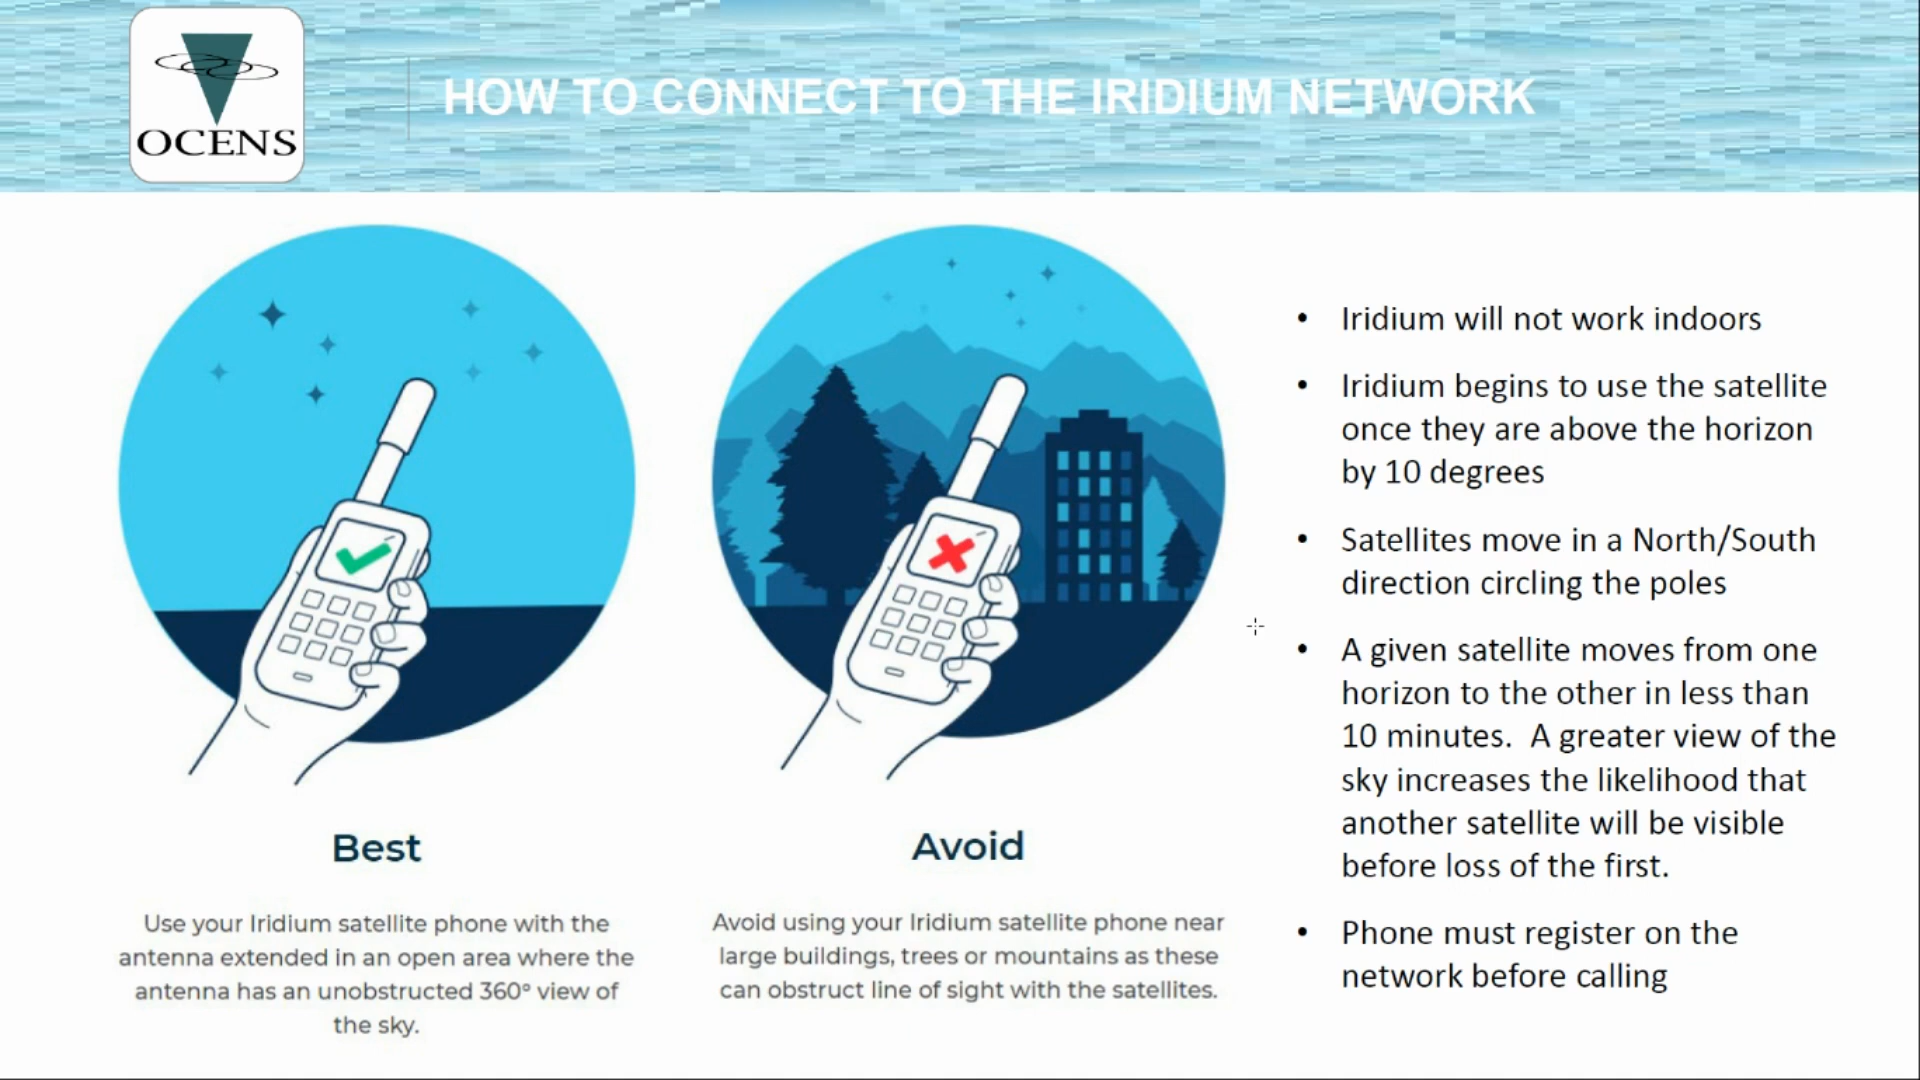 OCENS
HOW TO CONNECT TO THE IRIDIUM NETWORK
Best
Use your Iridium satellite phone with the
antenna extended in an open area where the
antenna has an unobstructed 360° view of
the sky.
Avoid
Avoid using your Iridium satellite phone near
large buildings, trees or mountains as these
can obstruct line of sight with the satellites.
• Iridium will not work indoors
• Iridium begins to use the satellite
once they are above the horizon
by 10 degrees
• Satellites move in a North/South
direction circling the poles
• A given satellite moves from one
horizon to the other in less than
10 minutes.  A greater view of the
sky increases the likelihood that
another satellite will be visible
before loss of the first.
• Phone must register on the
network before calling